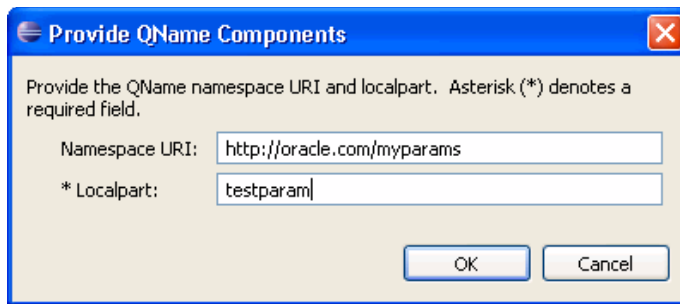 Provide QName Components
Provide the QName namespace URI and localpart. Asterisk (*) denotes a
required field.
Namespace URI: http://oracle.com/myparams
* Localpart: testparam
OK Cancel